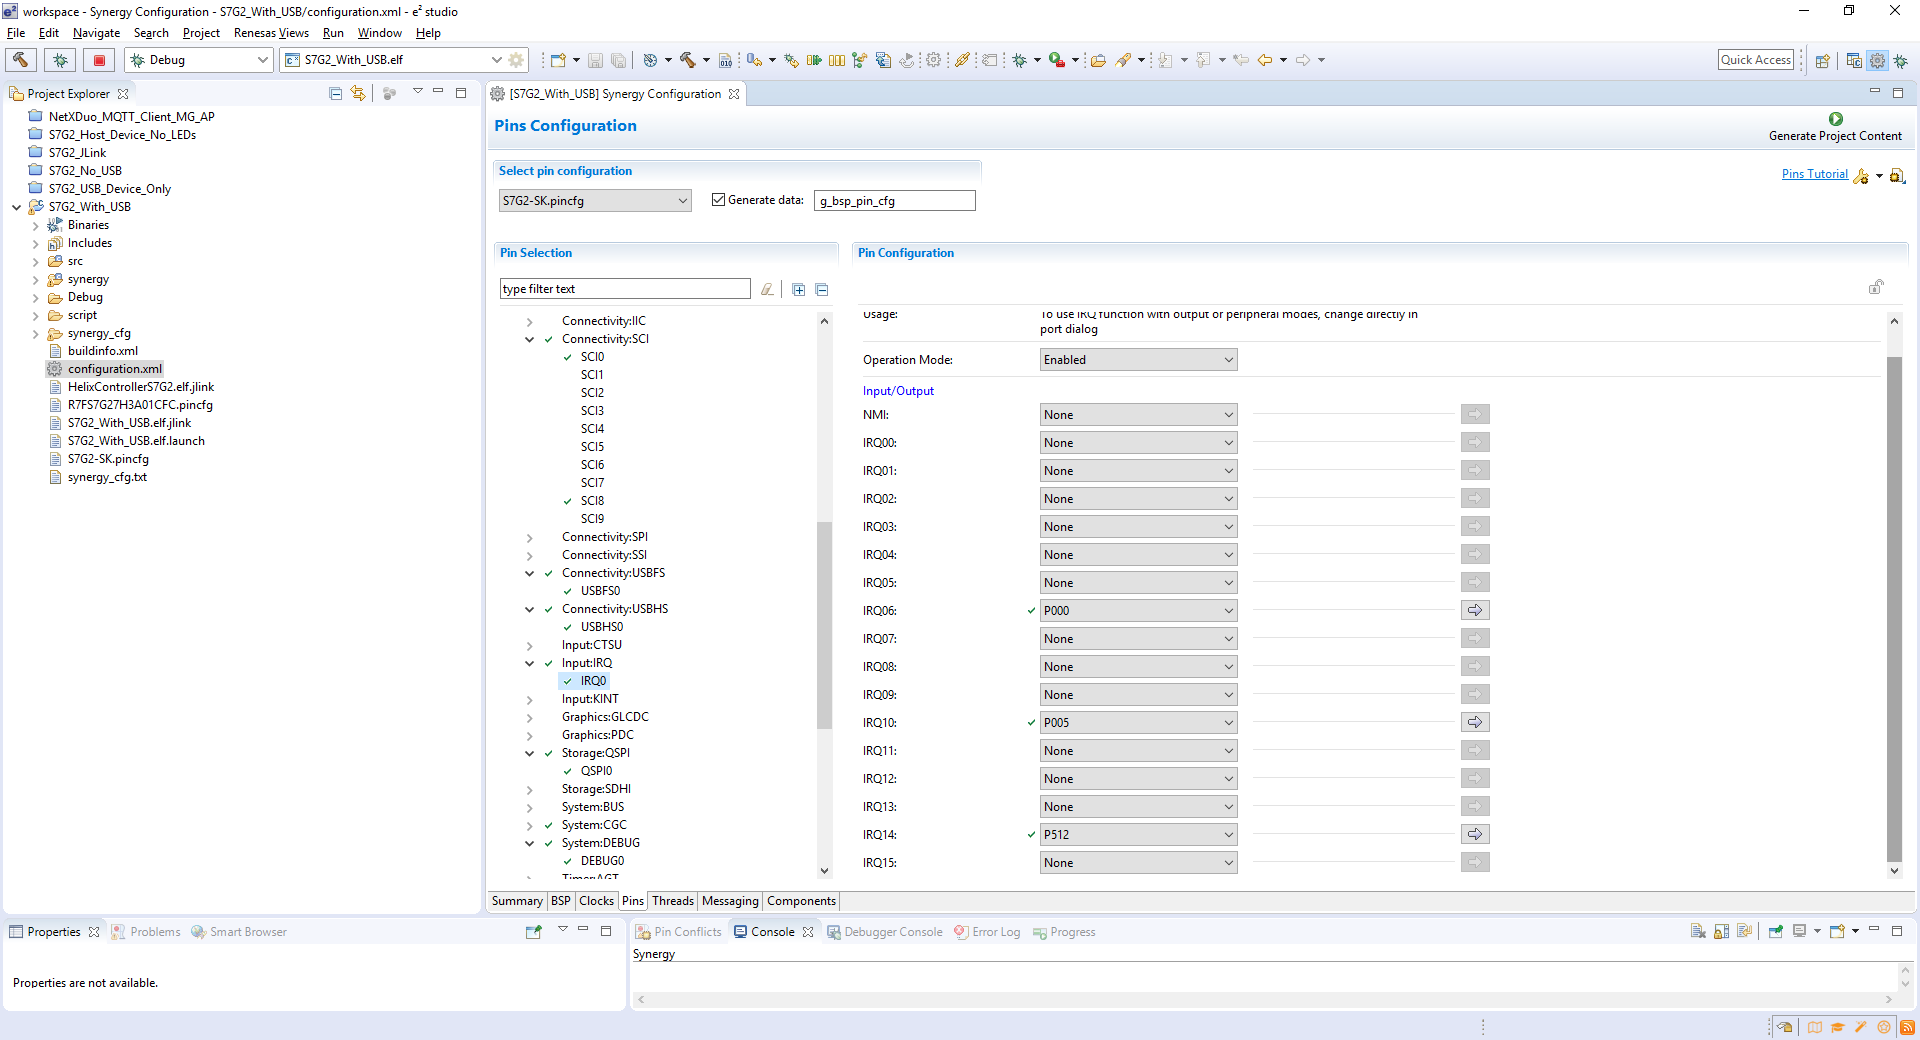 workspace - Synergy Configuration - S7G2_With_USB/configuration.xml - e² studio
File Edit Navigate Search Project Renesas Views Run Window Help
Debug
S7G2_With_USB.elf
Quick Access
Project Explorer
NetXDuo_MQTT_Client_MG_AP
S7G2_Host_Device_No_LEDs
S7G2_JLink
S7G2_No_USB
S7G2_USB_Device_Only
S7G2_With_USB
Binaries
Includes
src
synergy
Debug
script
synergy_cfg
buildinfo.xml
configuration.xml
HelixControllerS7G2.elf.jlink
R7FS7G27H3A01CFC.pincfg
S7G2_With_USB.elf.jlink
S7G2_With_USB.elf.launch
S7G2-SK.pincfg
synergy_cfg.txt
[S7G2_With_USB] Synergy Configuration
Pins Configuration
Generate Project Content
Select pin configuration
Pins Tutorial
S7G2-SK.pincfg
Generate data:
g_bsp_pin_cfg
Pin Selection
type filter text
Connectivity:IIC
Connectivity:SCI
SCI0
SCI1
SCI2
SCI3
SCI4
SCI5
SCI6
SCI7
SCI8
SCI9
Connectivity:SPI
Connectivity:SSI
Connectivity:USBFS
USBFS0
Connectivity:USBHS
USBHS0
Input:CTSU
Input:IRQ
IRQ0
Input:KINT
Graphics:GLCDC
Graphics:PDC
Storage:QSPI
QSPI0
Storage:SDHI
System:BUS
System:CGC
System:DEBUG
DEBUG0
Timer:AGT
Pin Configuration
Usage: To use IRQ function with output or peripheral modes, change directly in
port dialog
Operation Mode: Enabled
Input/Output
NMI: None
IRQ00: None
IRQ01: None
IRQ02: None
IRQ03: None
IRQ04: None
IRQ05: None
IRQ06: P000
IRQ07: None
IRQ08: None
IRQ09: None
IRQ10: P005
IRQ11: None
IRQ12: None
IRQ13: None
IRQ14: P512
IRQ15: None
Summary BSP Clocks Pins Threads Messaging Components
Properties Problems Smart Browser
Properties are not available.
Pin Conflicts Console Debugger Console Error Log Progress
Synergy